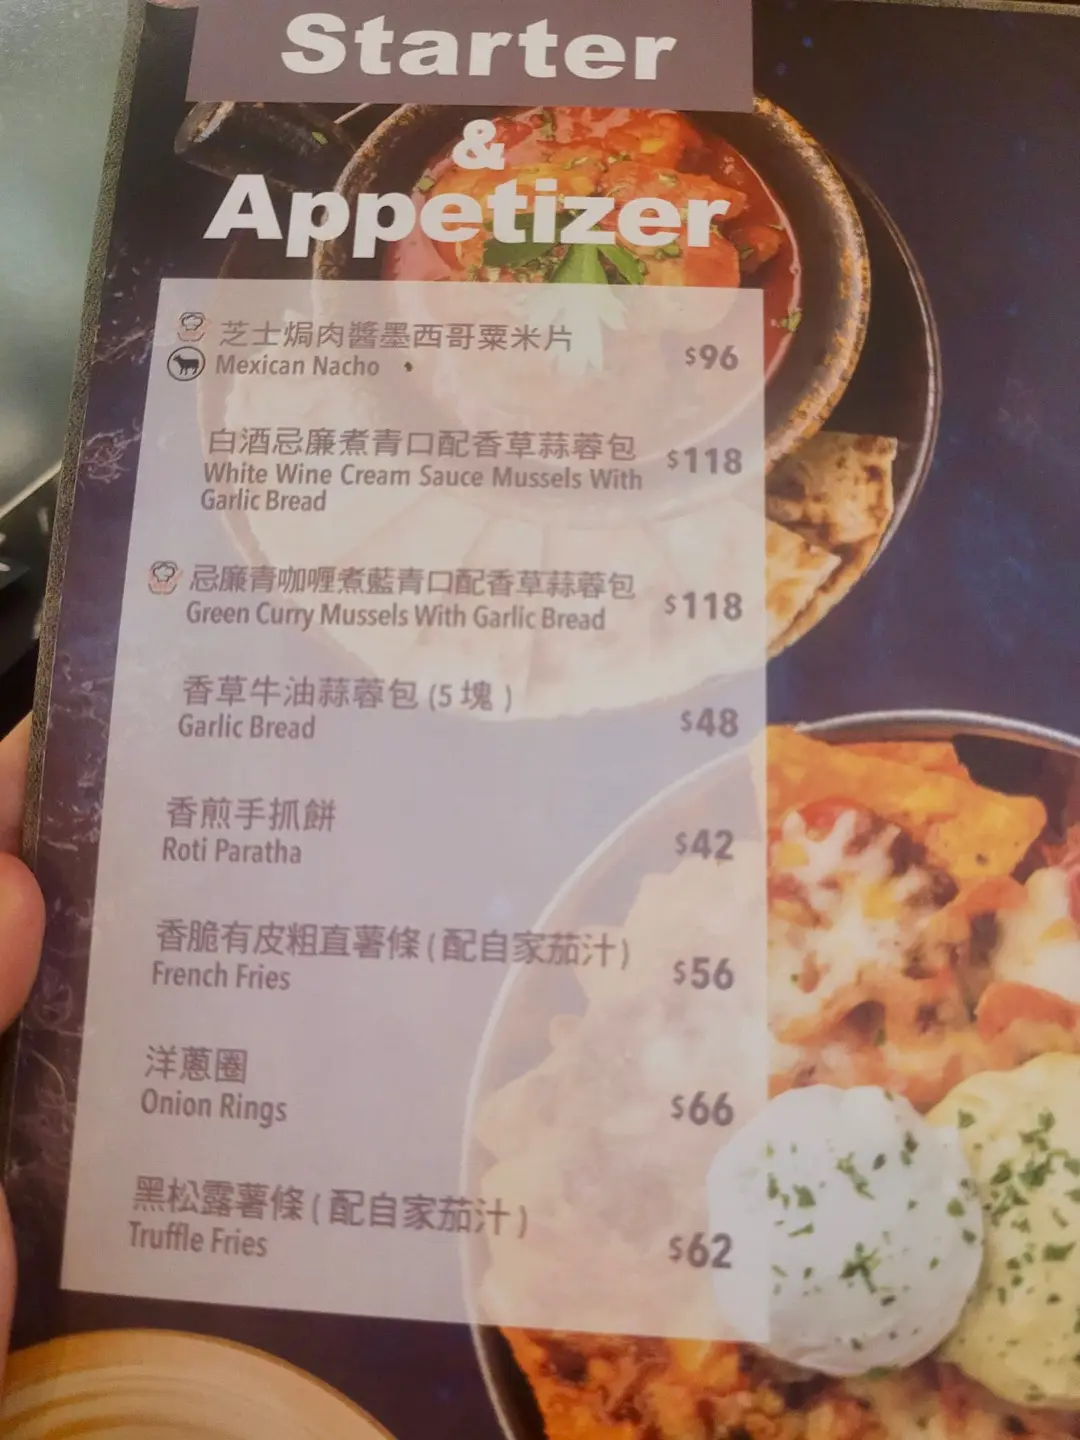 Starter
&
Appetizer
芝士焗肉醬墨西哥粟米片
Mexican Nacho
$96
白酒忌廉煮青口配香草蒜蓉包
$118
White Wine Cream Sauce Mussels With
Garlic Bread
忌廉青咖喱煮藍青口配香草蒜蓉包
Green Curry Mussels With Garlic Bread
$118
香草牛油蒜蓉包 (5 塊 )
Garlic Bread
$48
香煎手抓餅
Roti Paratha
$42
香脆有皮粗直薯條 ( 配自家茄汁 )
French Fries
$56
洋蔥圈
Onion Rings
$66
黑松露薯條 ( 配自家茄汁 )
Truffle Fries
$62